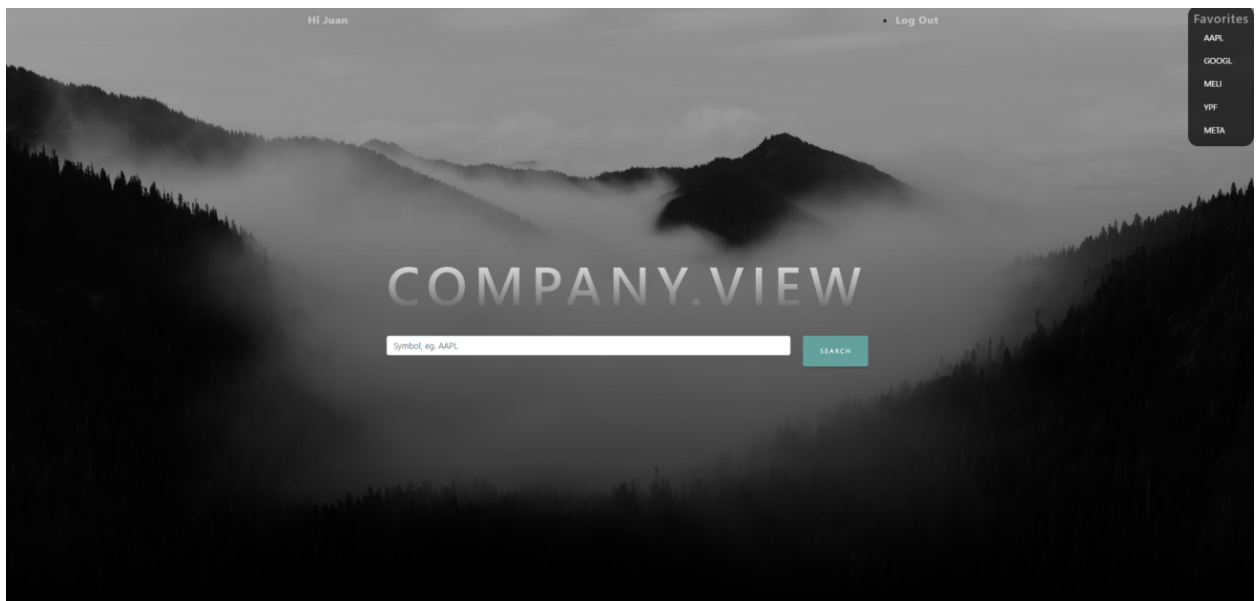 Hi Juan
Log Out
Favorites
AAPL
GOOGL
MELI
YPF
META
COMPANY.VIEW
Symbol, eg. AAPL
SEARCH